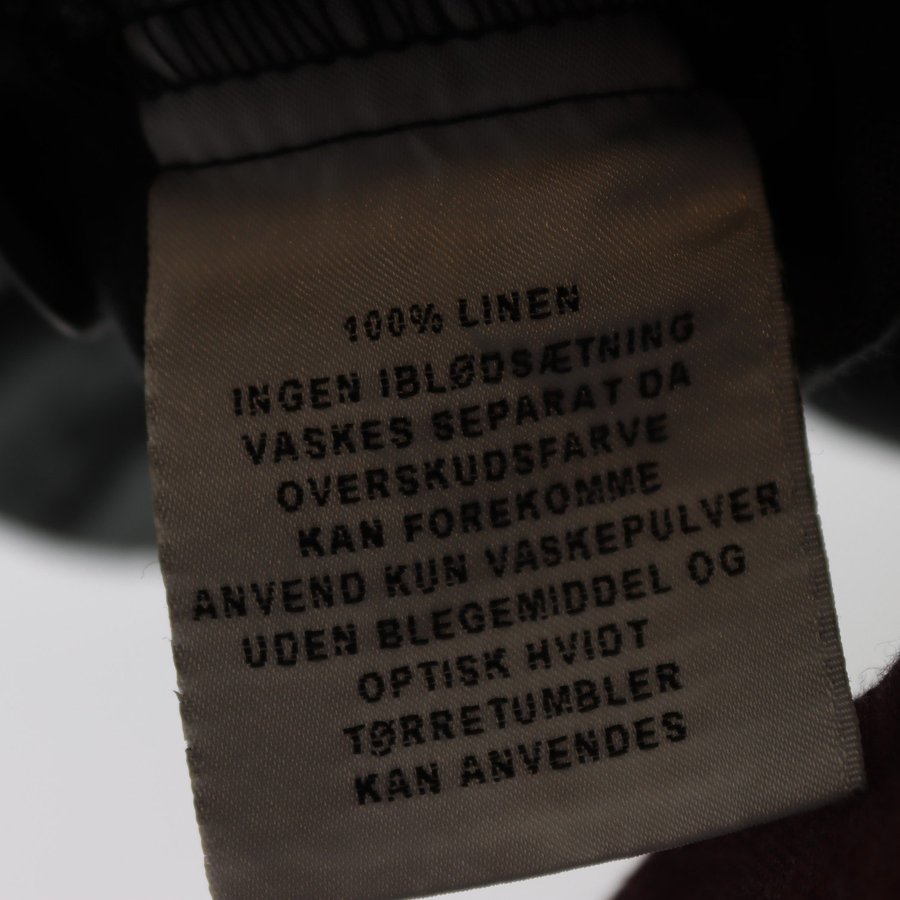 100% LINEN
INGEN IBLØDSÆTNING
VASKES SEPARAT DA
OVERSKUDSFARVE
KAN FOREKOMME
ANVEND KUN VASKEPULVER
UDEN BLEGEMIDDEL OG
OPTISK HVIDT
TØRRETUMBLER
KAN ANVENDES